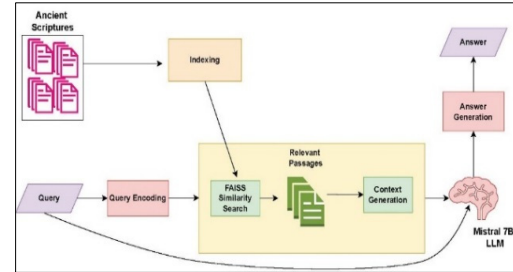 Ancient
Scriptures
Indexing
Answer
Answer
Generation
Relevant
Passages
Query
Query Encoding
FAISS
Similarity
Search
Context
Generation
Mistral 7B
LLM